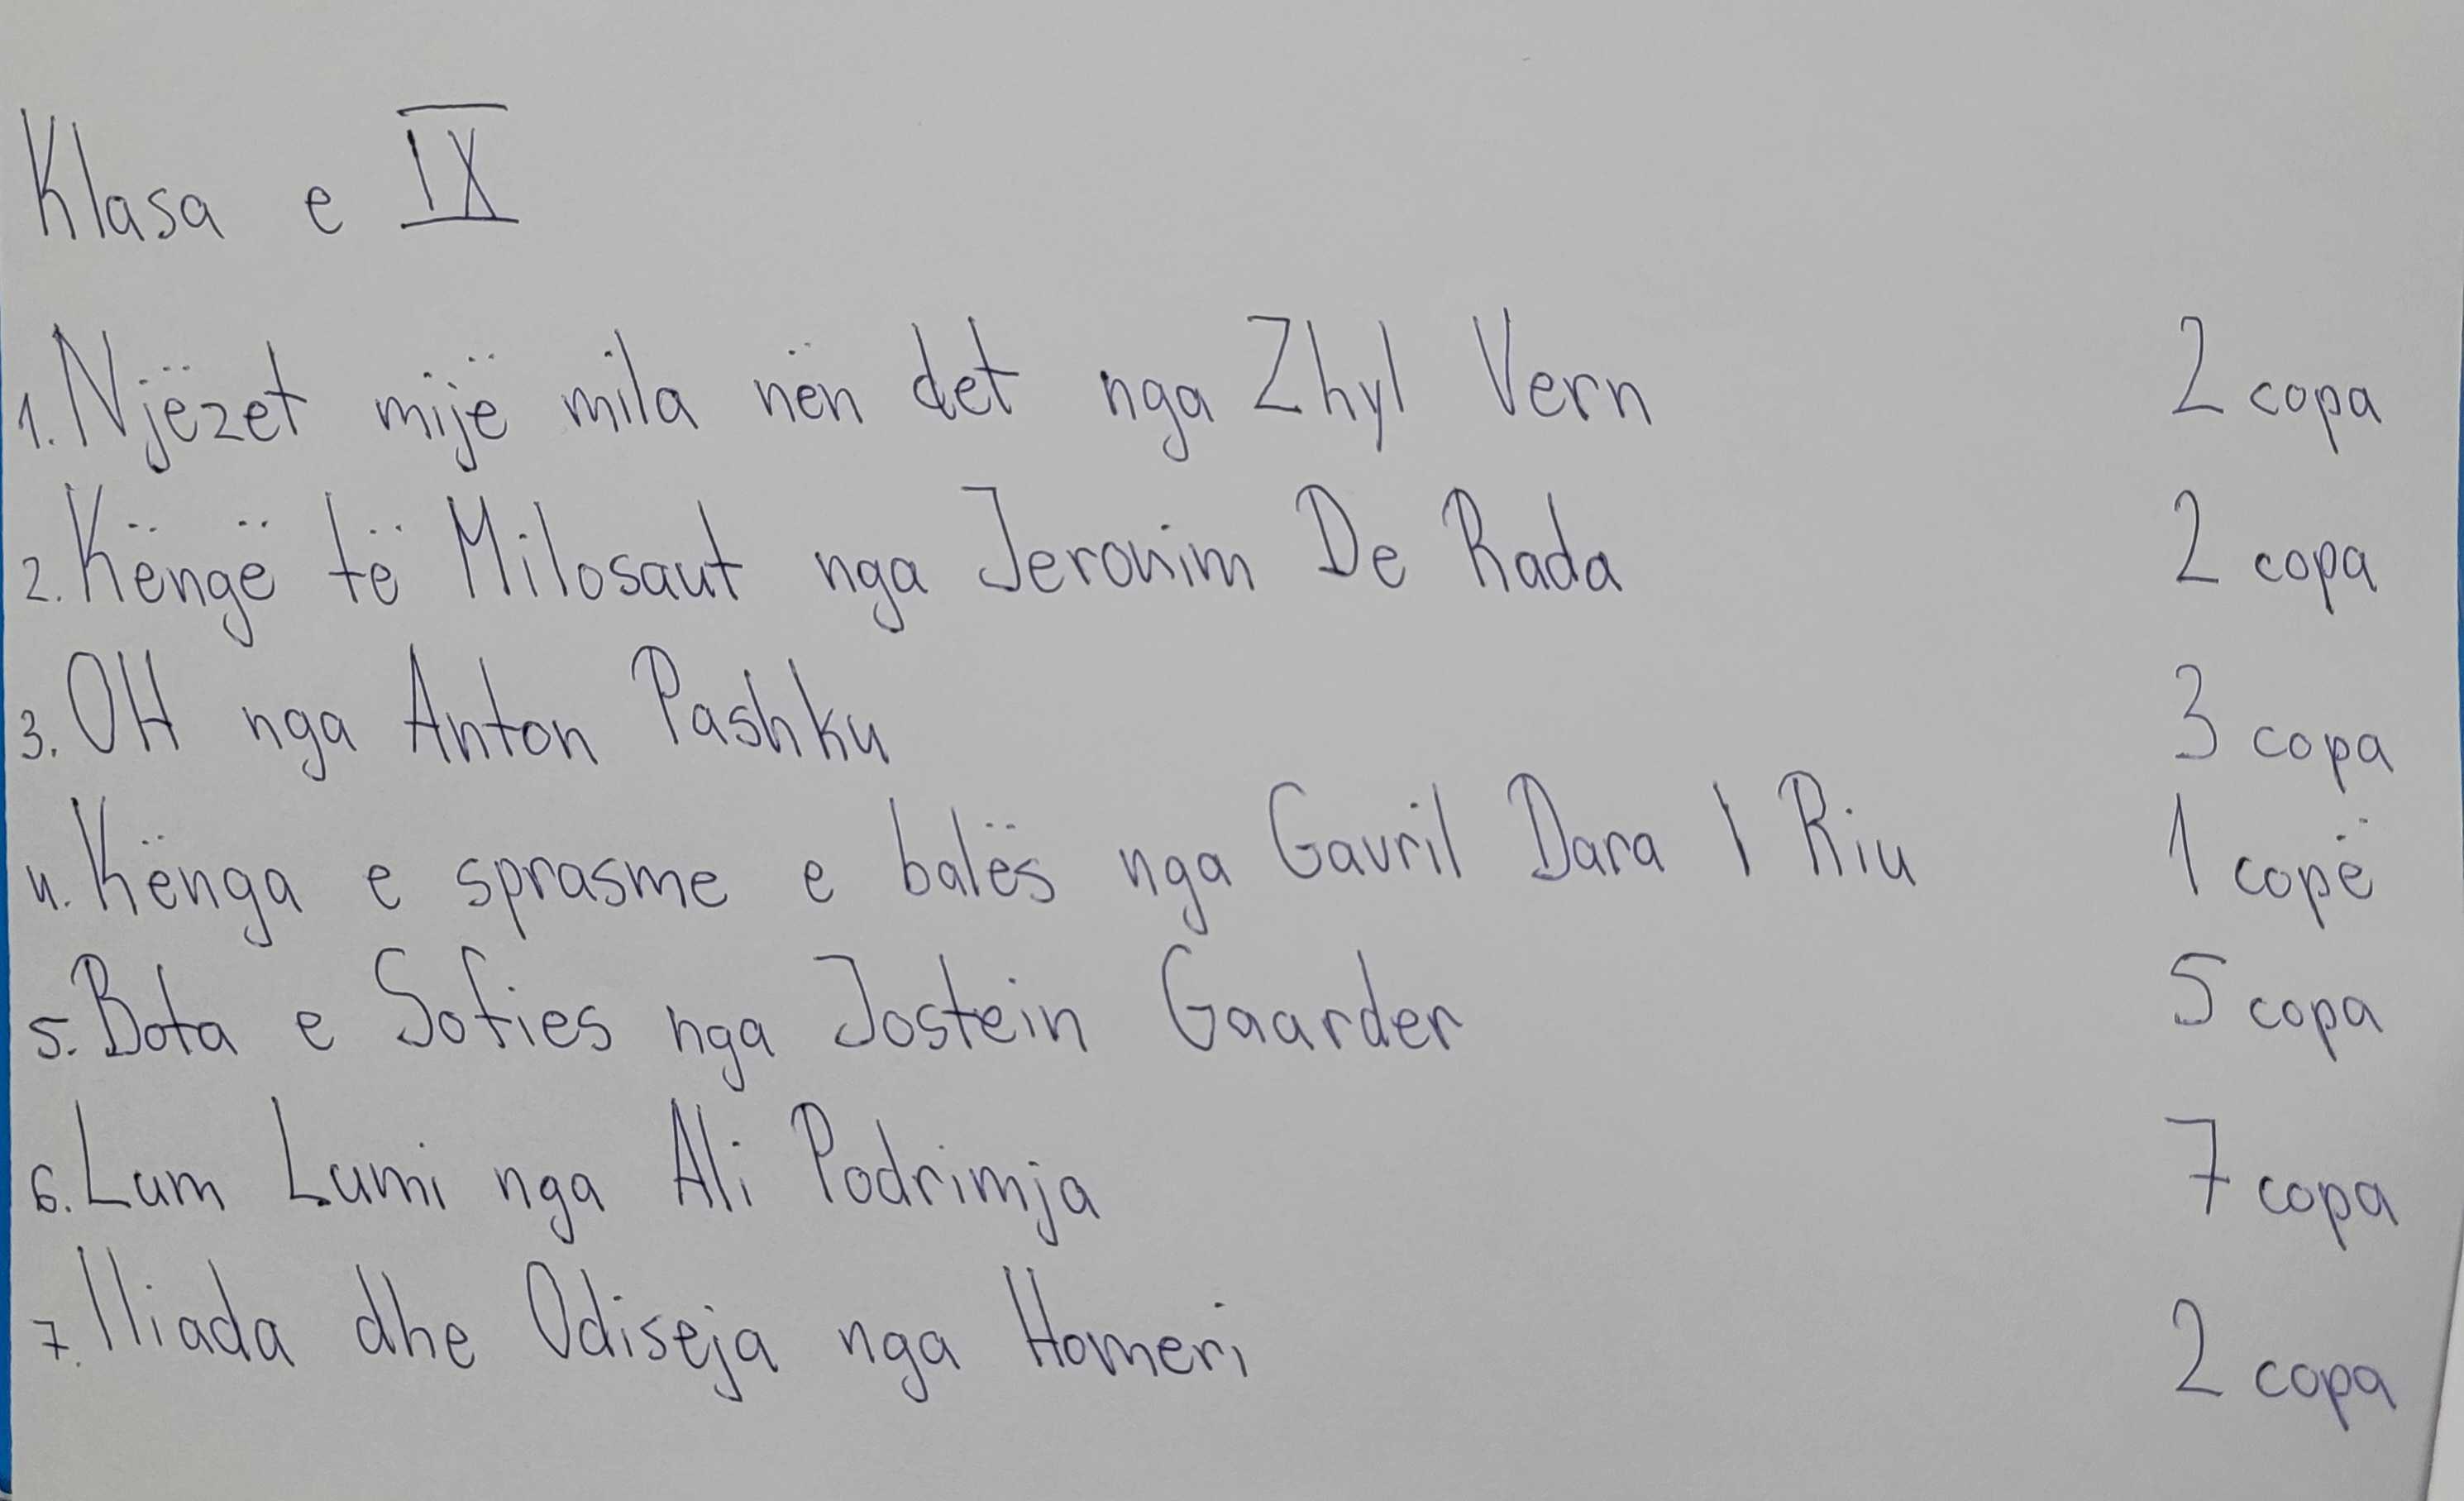 Klasa e IX
1. Njëzet mijë mila nën det nga Zhyl Vern 2 copa
2. Këngë të Milosaut nga Jeronim De Rada 2 copa
3. OH nga Anton Pashku 3 copa
4. Kënga e sprasme e balës nga Gavril Dara I Riu 1 copë
5. Bota e Sofies nga Jostein Gaarder 5 copa
6. Lum Lumi nga Ali Podrimja 7 copa
7. Iliada dhe Odiseja nga Homeri 2 copa